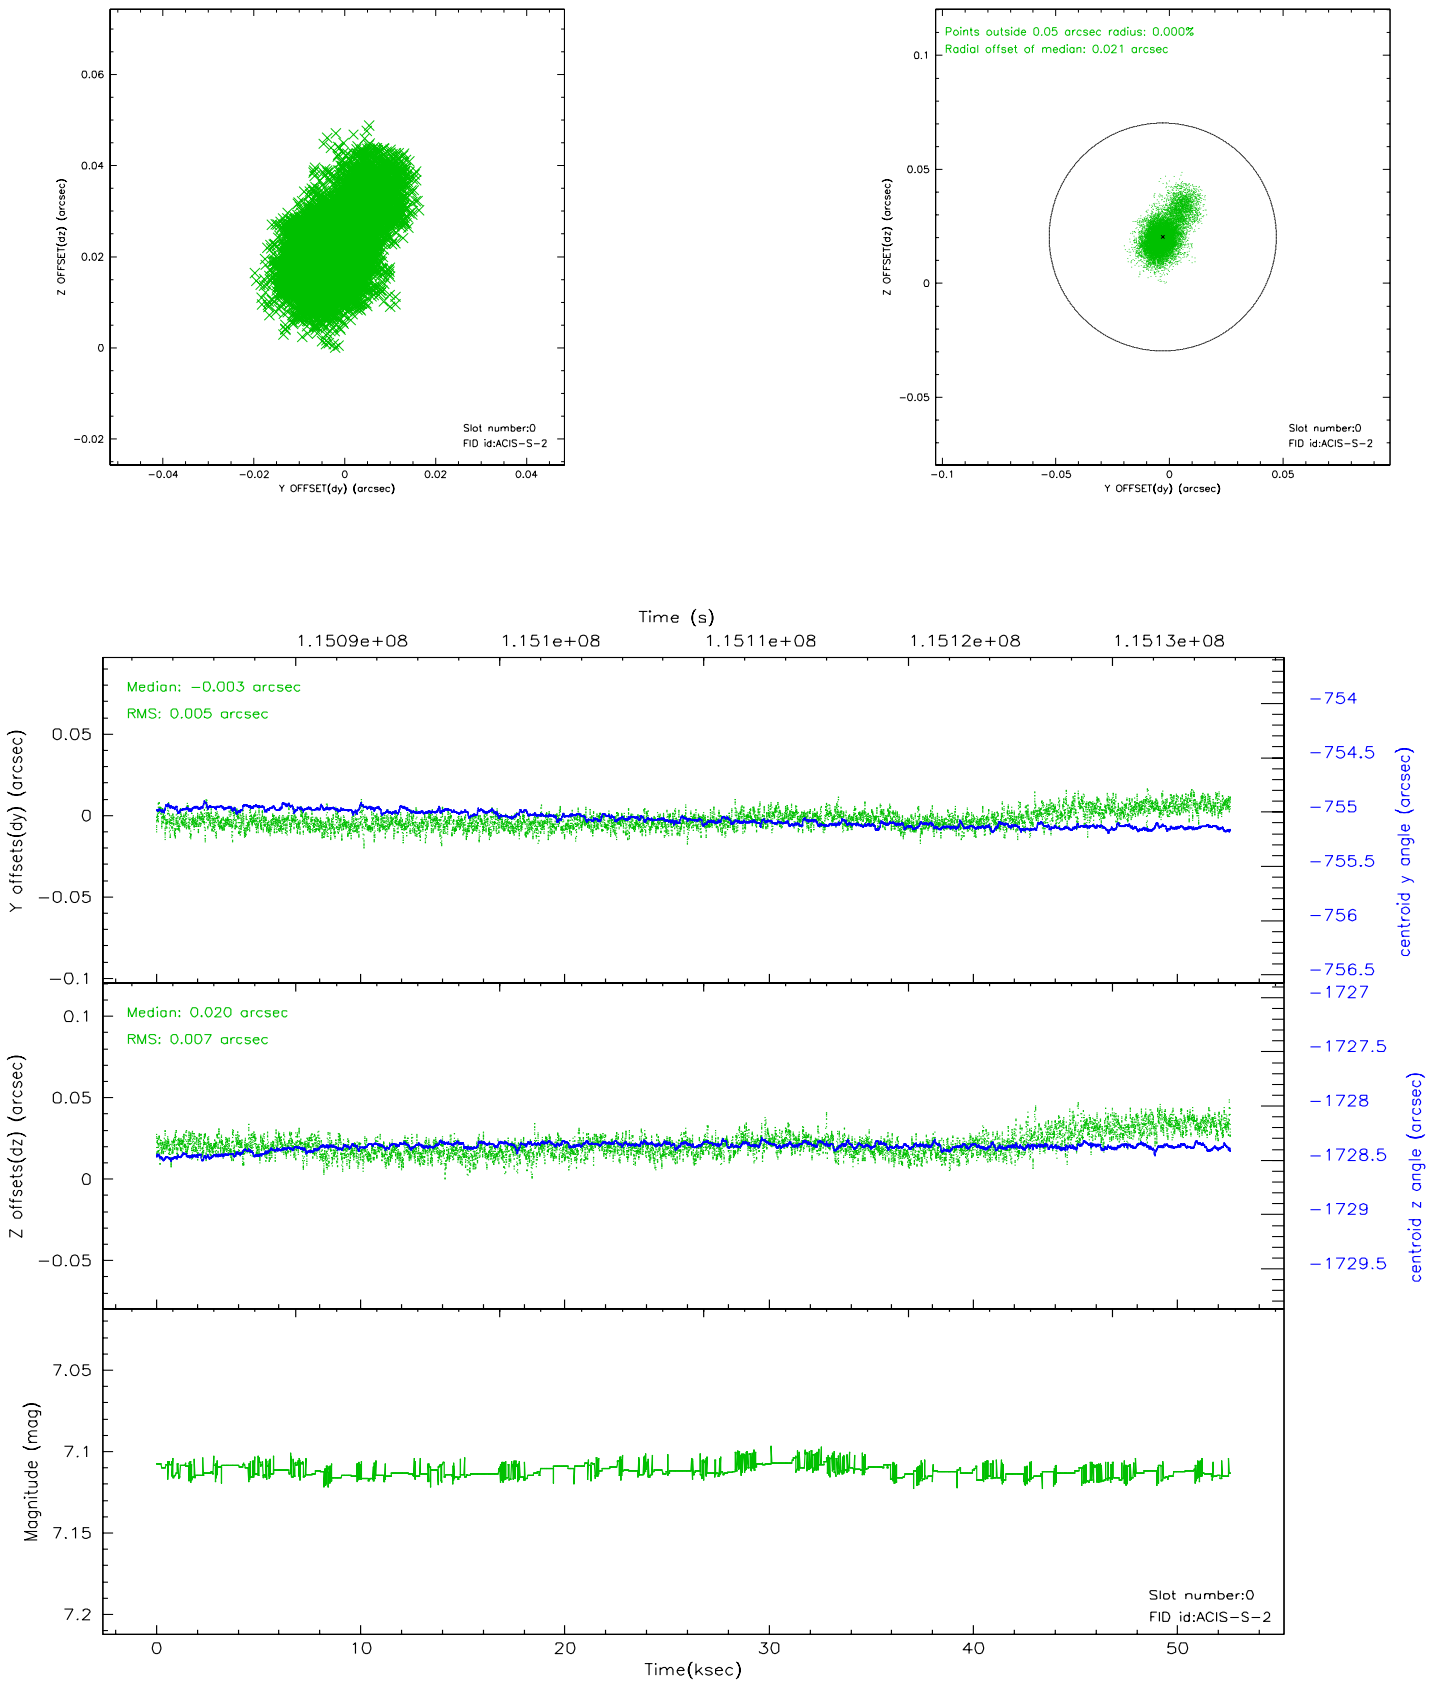 0.06
0.04
0.02
0
-0.02
Z OFFSET(dz) (arcsec)
Slot number:0
FID id:ACIS-S-2
-0.04 -0.02 0 0.02 0.04
Y OFFSET(dy) (arcsec)
Points outside 0.05 arcsec radius: 0.000%
Radial offset of median: 0.021 arcsec
0.1
0.05
0
-0.05
Z OFFSET(dz) (arcsec)
Slot number:0
FID id:ACIS-S-2
-0.1 -0.05 0 0.05
Y OFFSET(dy) (arcsec)
Time (s)
1.1509e+08 1.151e+08 1.1511e+08 1.1512e+08 1.1513e+08
Median: -0.003 arcsec
RMS: 0.005 arcsec
0.05
0
-0.05
-0.1
Y offsets(dy) (arcsec)
-754
-754.5
-755
-755.5
-756
-756.5
centroid y angle (arcsec)
Median: 0.020 arcsec
RMS: 0.007 arcsec
0.1
0.05
0
-0.05
Z offsets(dz) (arcsec)
-1727
-1727.5
-1728
-1728.5
-1729
-1729.5
centroid z angle (arcsec)
7.05
7.1
7.15
7.2
Magnitude (mag)
Slot number:0
FID id:ACIS-S-2
0 10 20 30 40 50
Time(ksec)